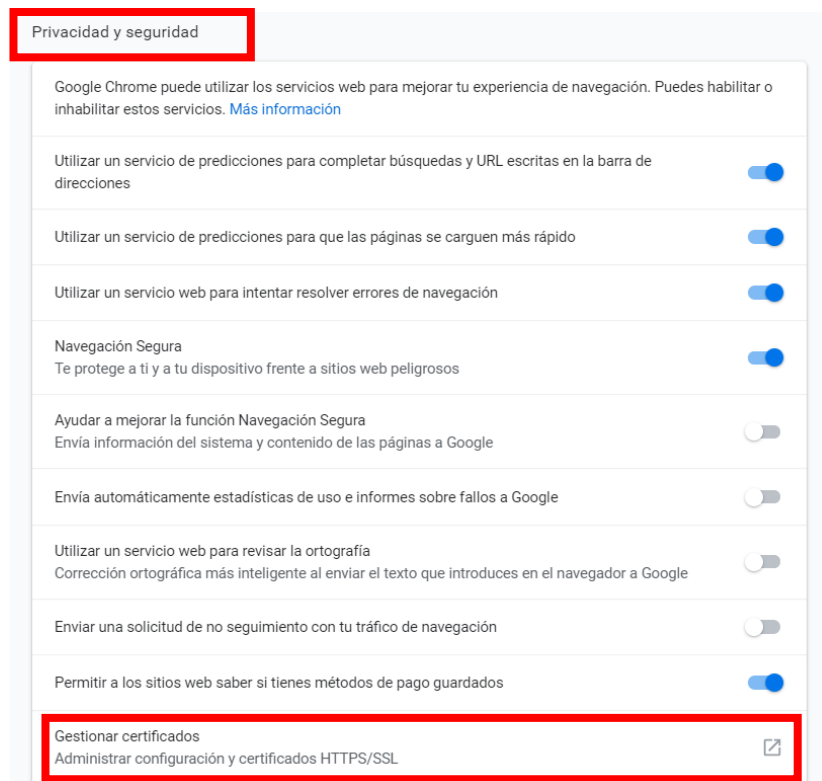 Privacidad y seguridad
Google Chrome puede utilizar los servicios web para mejorar tu experiencia de navegación. Puedes habilitar o
inhabilitar estos servicios. Más información
Utilizar un servicio de predicciones para completar búsquedas y URL escritas en la barra de
direcciones
Utilizar un servicio de predicciones para que las páginas se carguen más rápido
Utilizar un servicio web para intentar resolver errores de navegación
Navegación Segura
Te protege a ti y a tu dispositivo frente a sitios web peligrosos
Ayudar a mejorar la función Navegación Segura
Envía información del sistema y contenido de las páginas a Google
Envía automáticamente estadísticas de uso e informes sobre fallos a Google
Utilizar un servicio web para revisar la ortografía
Corrección ortográfica más inteligente al enviar el texto que introduces en el navegador a Google
Enviar una solicitud de no seguimiento con tu tráfico de navegación
Permitir a los sitios web saber si tienes métodos de pago guardados
Gestionar certificados
Administrar configuración y certificados HTTPS/SSL